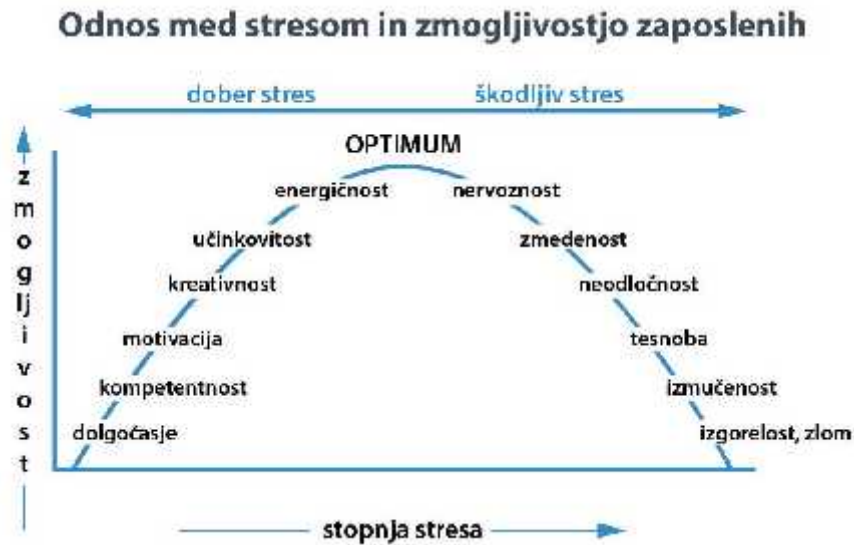 Odnos med stresom in zmogljivostjo zaposlenih
dober stres
škodljiv stres
OPTIMUM
energičnost
nervoznost
učinkovitost
zmedenost
kreativnost
neodločnost
motivacija
tesnoba
kompetentnost
izmučenost
dolgočasje
izgorelost, zlom
zmogljivost
stopnja stresa